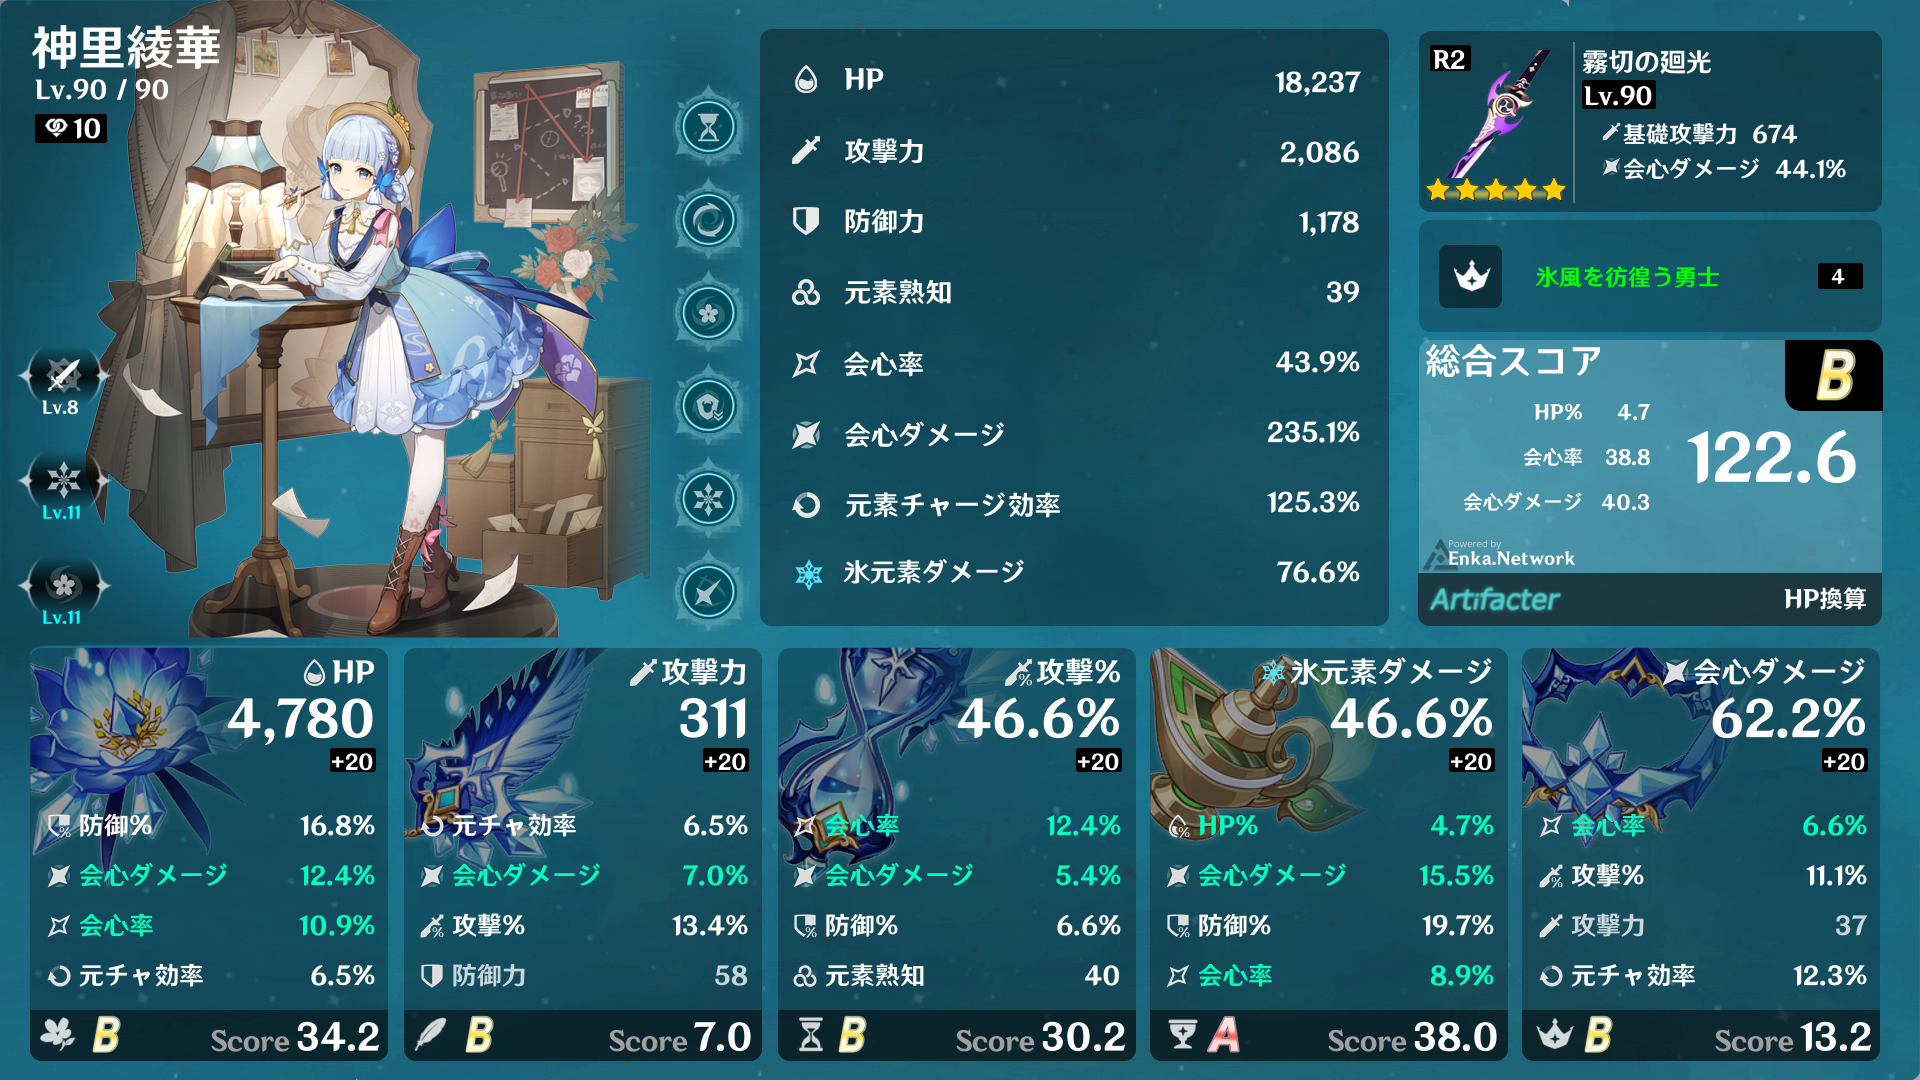 神里綾華
Lv.90 / 90
10
Lv.8
Lv.11
Lv.11
???
HP 18,237
攻撃力 2,086
防御力 1,178
元素熟知 39
会心率 43.9%
会心ダメージ 235.1%
元素チャージ効率 125.3%
氷元素ダメージ 76.6%
R2
霧切の廻光
Lv.90
基礎攻撃力 674
会心ダメージ 44.1%
氷風を彷徨う勇士 4
総合スコア B
HP% 4.7
会心率 38.8
会心ダメージ 40.3
122.6
Powered by
Enka.Network
Artifacter HP換算
HP
4,780
+20
防御% 16.8%
会心ダメージ 12.4%
会心率 10.9%
元チャ効率 6.5%
B Score 34.2
攻撃力
311
+20
元チャ効率 6.5%
会心ダメージ 7.0%
攻撃% 13.4%
防御力 58
B Score 7.0
攻撃%
46.6%
+20
会心率 12.4%
会心ダメージ 5.4%
防御% 6.6%
元素熟知 40
B Score 30.2
氷元素ダメージ
46.6%
+20
HP% 4.7%
会心ダメージ 15.5%
防御% 19.7%
会心率 8.9%
A Score 38.0
会心ダメージ
62.2%
+20
会心率 6.6%
攻撃% 11.1%
攻撃力 37
元チャ効率 12.3%
B Score 13.2